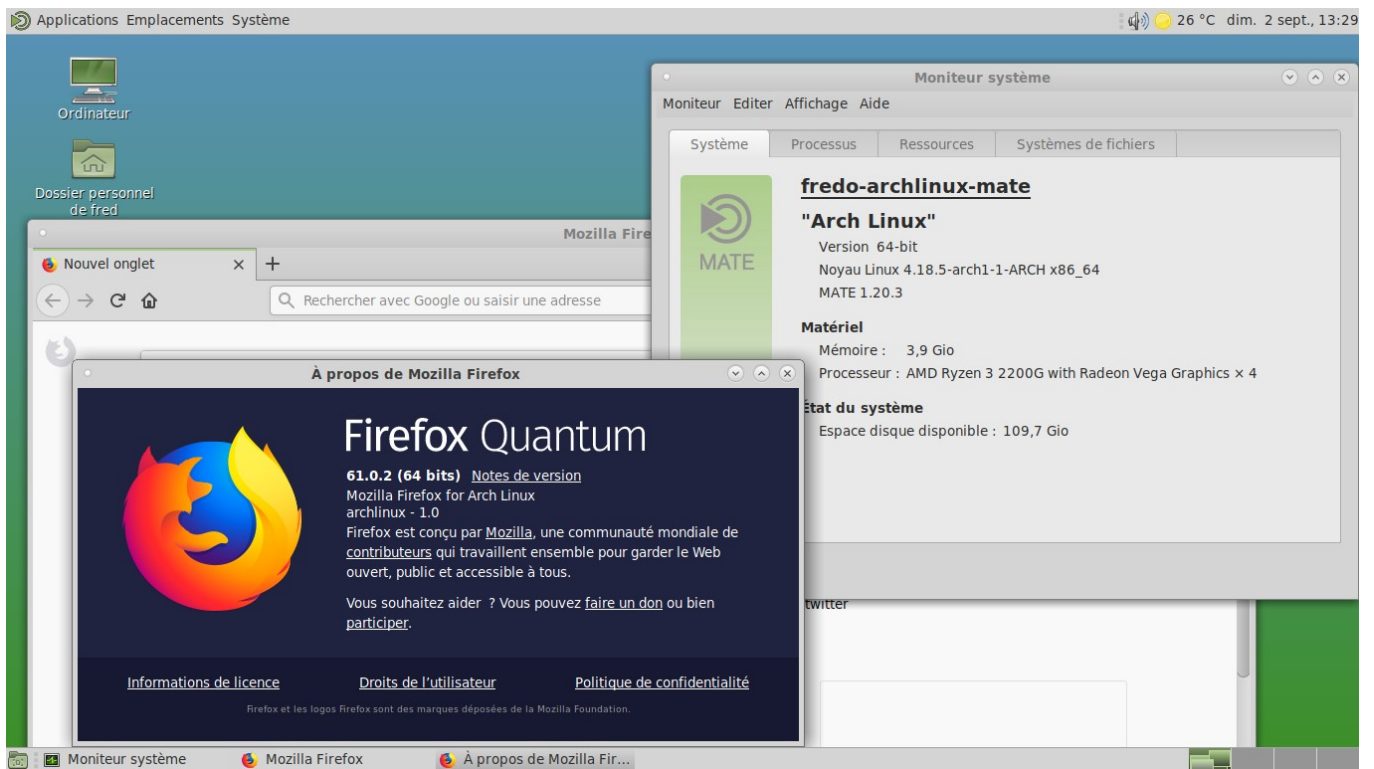 Applications Emplacements Système
26 °C dim. 2 sept., 13:29
Ordinateur
Dossier personnel
de fred
Moniteur système
Moniteur Editer Affichage Aide
Système Processus Ressources Systèmes de fichiers
MATE
fredo-archlinux-mate
"Arch Linux"
Version 64-bit
Noyau Linux 4.18.5-arch1-1-ARCH x86_64
MATE 1.20.3
Matériel
Mémoire : 3,9 Gio
Processeur : AMD Ryzen 3 2200G with Radeon Vega Graphics × 4
État du système
Espace disque disponible : 109,7 Gio
Mozilla Fire
Nouvel onglet
Rechercher avec Google ou saisir une adresse
twitter
À propos de Mozilla Firefox
Firefox Quantum
61.0.2 (64 bits) Notes de version
Mozilla Firefox for Arch Linux
archlinux - 1.0
Firefox est conçu par Mozilla, une communauté mondiale de
contributeurs qui travaillent ensemble pour garder le Web
ouvert, public et accessible à tous.
Vous souhaitez aider ? Vous pouvez faire un don ou bien
participer.
Informations de licence Droits de l’utilisateur Politique de confidentialité
Firefox et les logos Firefox sont des marques déposées de la Mozilla Foundation.
Moniteur système Mozilla Firefox À propos de Mozilla Fir...